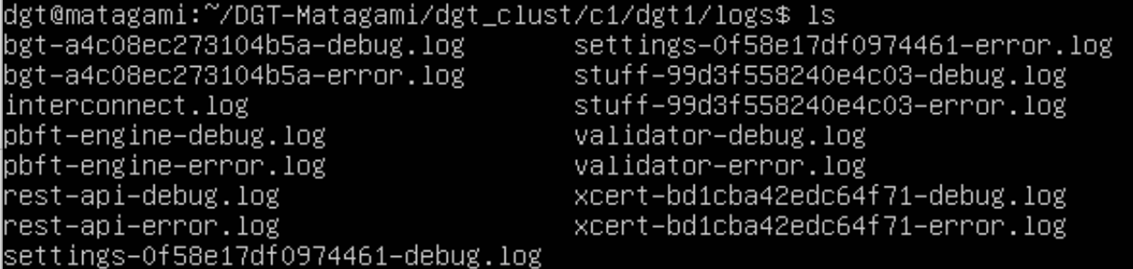 dgt@matagami:~/DGT-Matagami/dgt_clust/c1/dgt1/logs$ ls
bgt-a4c08ec273104b5a-debug.log settings-0f58e17df0974461-error.log
bgt-a4c08ec273104b5a-error.log stuff-99d3f558240e4c03-debug.log
interconnect.log stuff-99d3f558240e4c03-error.log
pbft-engine-debug.log validator-debug.log
pbft-engine-error.log validator-error.log
rest-api-debug.log xcert-bd1cba42edc64f71-debug.log
rest-api-error.log xcert-bd1cba42edc64f71-error.log
settings-0f58e17df0974461-debug.log